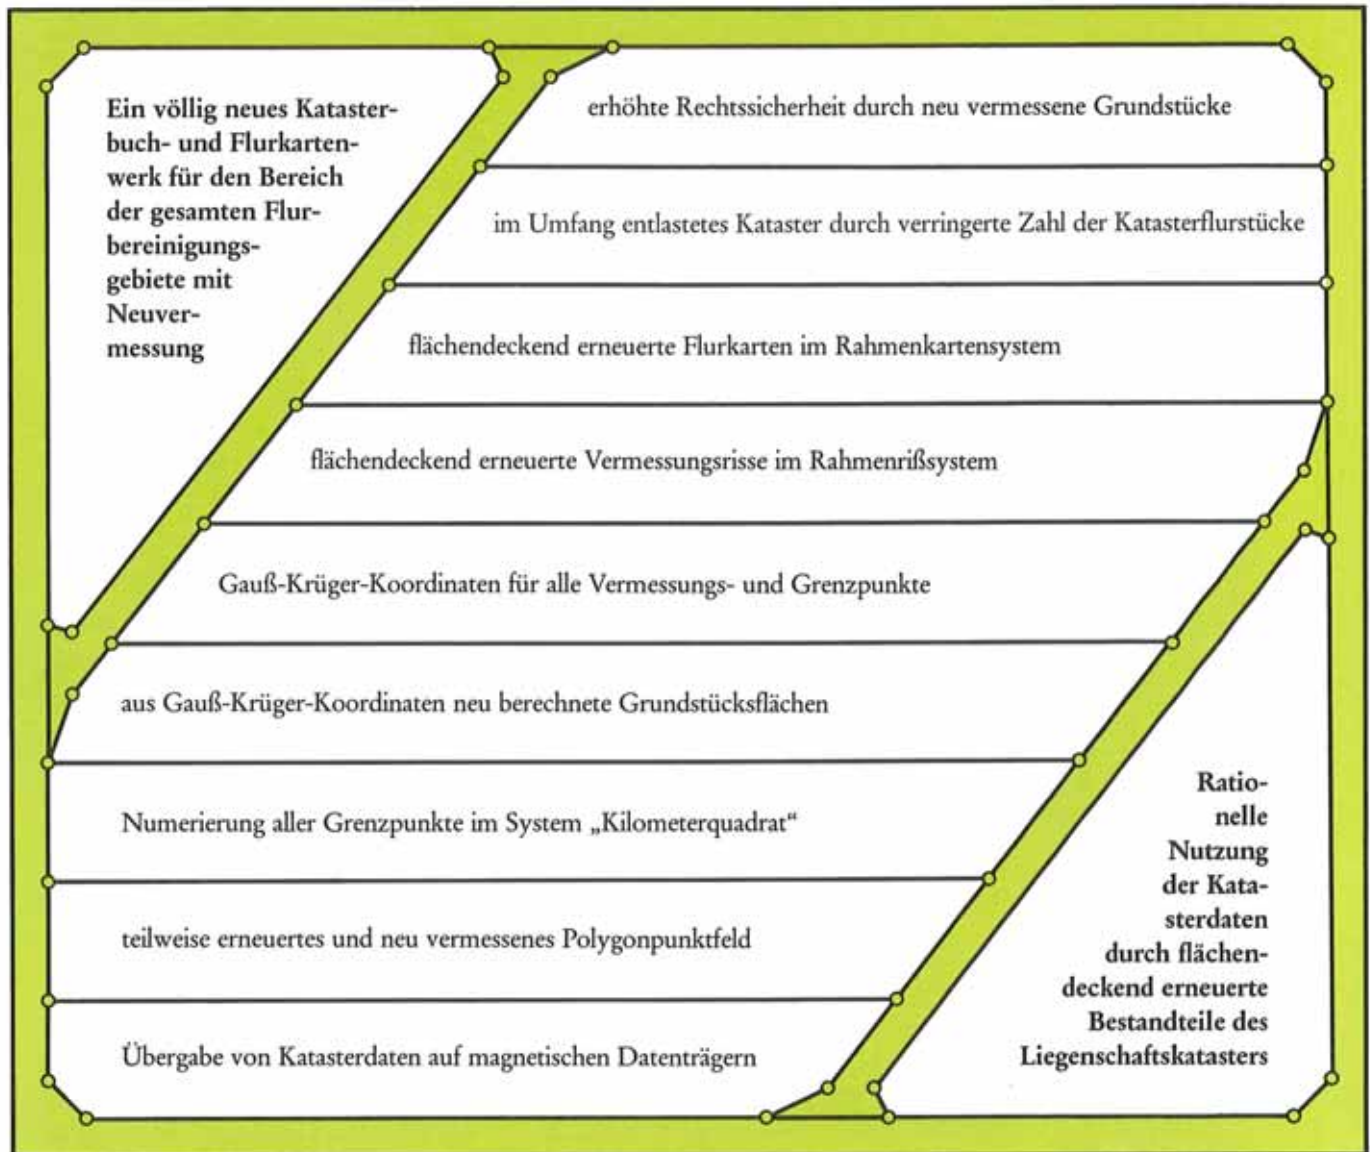 Ein völlig neues Kataster-
buch- und Flurkarten-
werk für den Bereich
der gesamten Flur-
bereinigungs-
gebiete mit
Neuver-
messung
erhöhte Rechtssicherheit durch neu vermessene Grundstücke
im Umfang entlastetes Kataster durch verringerte Zahl der Katasterflurstücke
flächendeckend erneuerte Flurkarten im Rahmenkartensystem
flächendeckend erneuerte Vermessungsrisse im Rahmenrißsystem
Gauß-Krüger-Koordinaten für alle Vermessungs- und Grenzpunkte
aus Gauß-Krüger-Koordinaten neu berechnete Grundstücksflächen
Numerierung aller Grenzpunkte im System „Kilometerquadrat“
teilweise erneuertes und neu vermessenes Polygonpunktfeld
Übergabe von Katasterdaten auf magnetischen Datenträgern
Ratio-
nelle
Nutzung
der Kata-
sterdaten
durch flächen-
deckend erneuerte
Bestandteile des
Liegenschaftskatasters